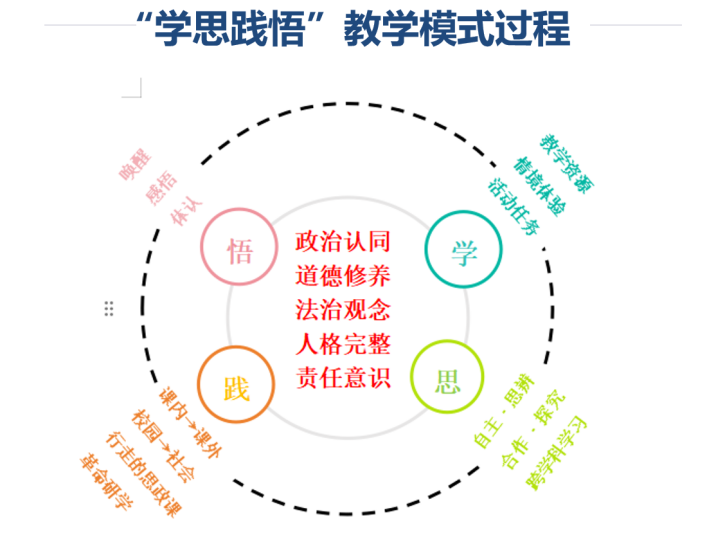 “学思践悟”教学模式过程
唤醒
感悟
体认
悟
教学资源
情境体验
活动任务
学
政治认同
道德修养
法治观念
人格完整
责任意识
践
课内→课外
校园→社会
行走的思政课
革命研学
思
自主·思辨
合作·探究
跨学科学习